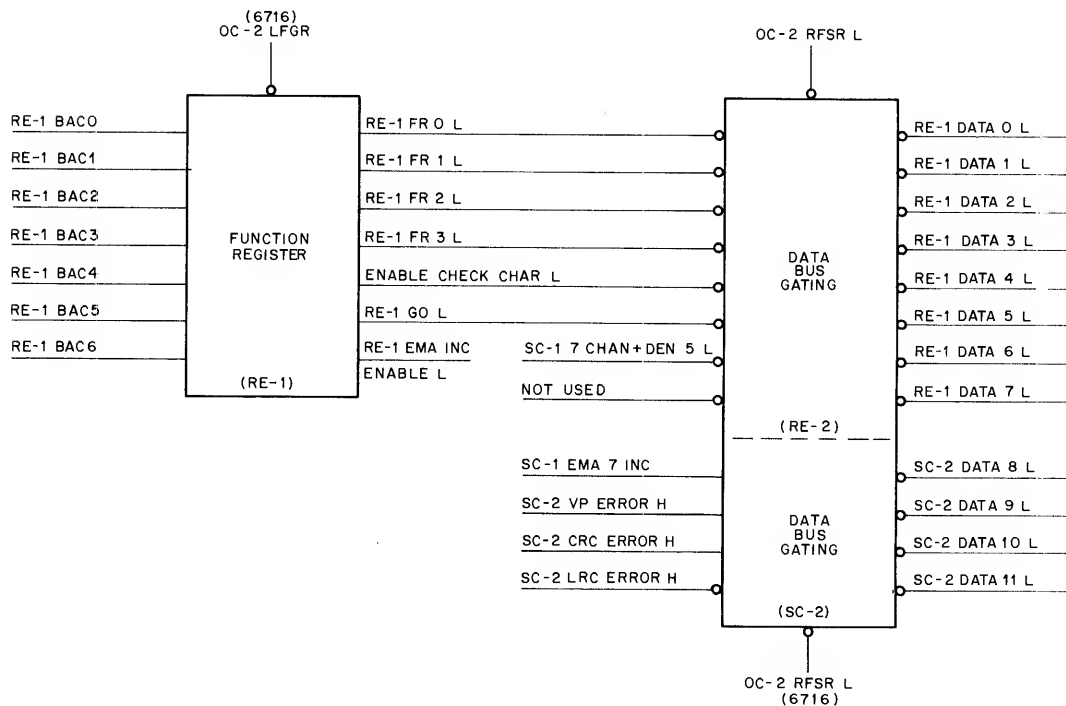 (6716)
OC-2 LFGR
OC-2 RFSR L
RE-1 BAC0
RE-1 BAC1
RE-1 BAC2
RE-1 BAC3
RE-1 BAC4
RE-1 BAC5
RE-1 BAC6
FUNCTION
REGISTER
(RE-1)
RE-1 FR 0 L
RE-1 FR 1 L
RE-1 FR 2 L
RE-1 FR 3 L
ENABLE CHECK CHAR L
RE-1 GO L
RE-1 EMA INC
ENABLE L
SC-1 7 CHAN+DEN 5 L
NOT USED
SC-1 EMA 7 INC
SC-2 VP ERROR H
SC-2 CRC ERROR H
SC-2 LRC ERROR H
DATA
BUS
GATING
(RE-2)
DATA
BUS
GATING
(SC-2)
RE-1 DATA 0 L
RE-1 DATA 1 L
RE-1 DATA 2 L
RE-1 DATA 3 L
RE-1 DATA 4 L
RE-1 DATA 5 L
RE-1 DATA 6 L
RE-1 DATA 7 L
SC-2 DATA 8 L
SC-2 DATA 9 L
SC-2 DATA 10 L
SC-2 DATA 11 L
OC-2 RFSR L
(6716)